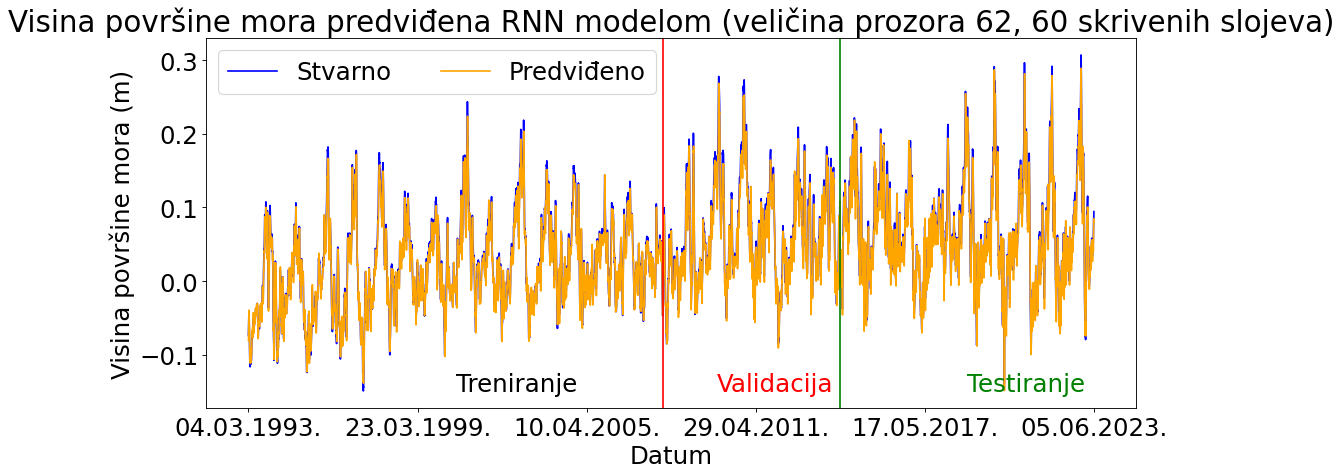 Visina površine mora predviđena RNN modelom (veličina prozora 62, 60 skrivenih slojeva)
Stvarno Predviđeno
Visina površine mora (m)
0.3
0.2
0.1
0.0
−0.1
Treniranje Validacija Testiranje
04.03.1993. 23.03.1999. 10.04.2005. 29.04.2011. 17.05.2017. 05.06.2023.
Datum